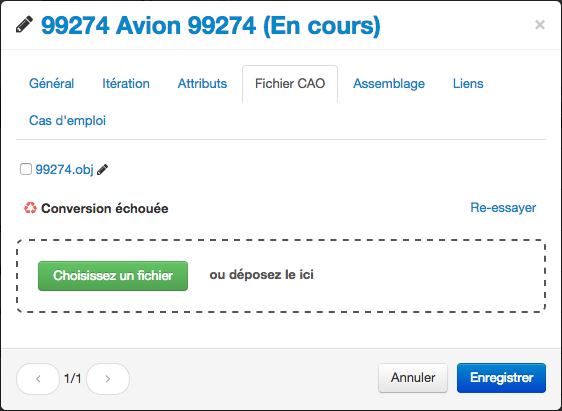 99274 Avion 99274 (En cours)
×
Général Itération Attributs Fichier CAO Assemblage Liens
Cas d'emploi
99274.obj
Conversion échouée Re-essayer
Choisissez un fichier ou déposez le ici
‹ 1/1 › Annuler Enregistrer